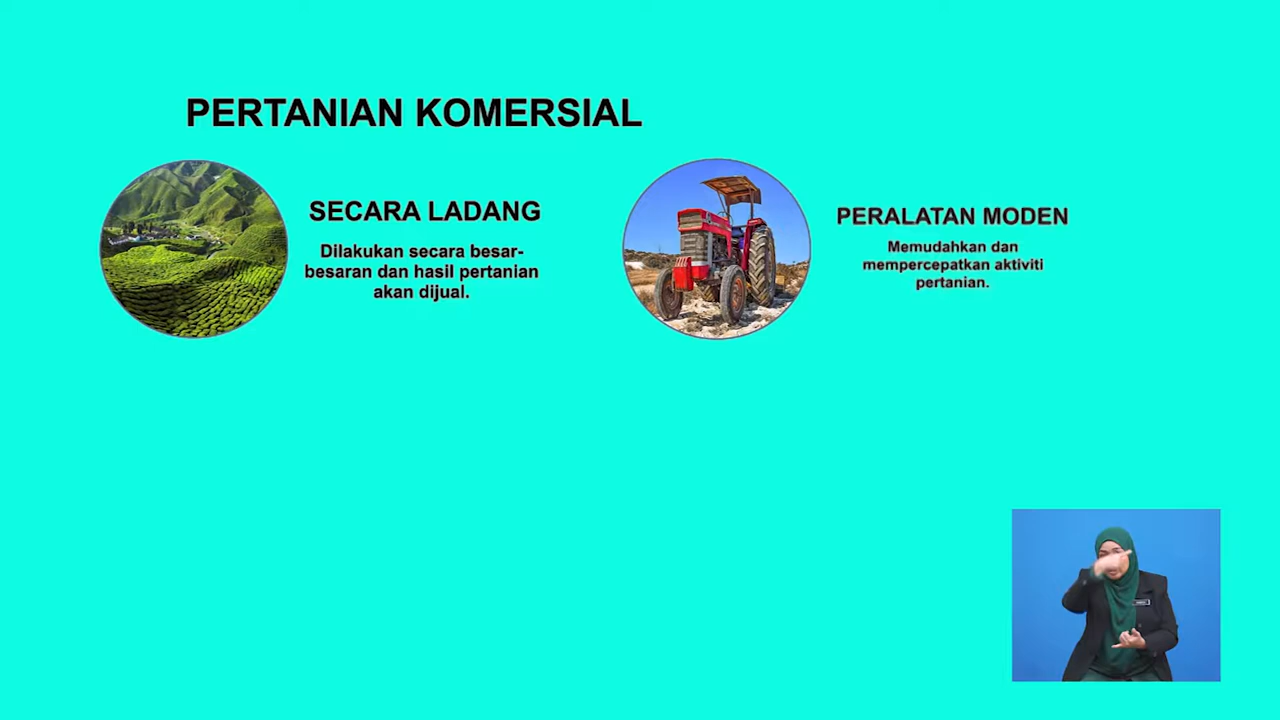 PERTANIAN KOMERSIAL
SECARA LADANG
Dilakukan secara besar-
besaran dan hasil pertanian
akan dijual.
PERALATAN MODEN
Memudahkan dan
mempercepatkan aktiviti
pertanian.